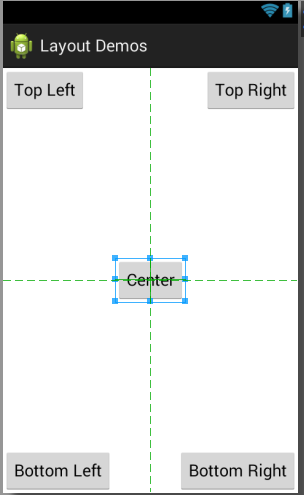 Layout Demos
Top Left
Top Right
Center
Bottom Left
Bottom Right